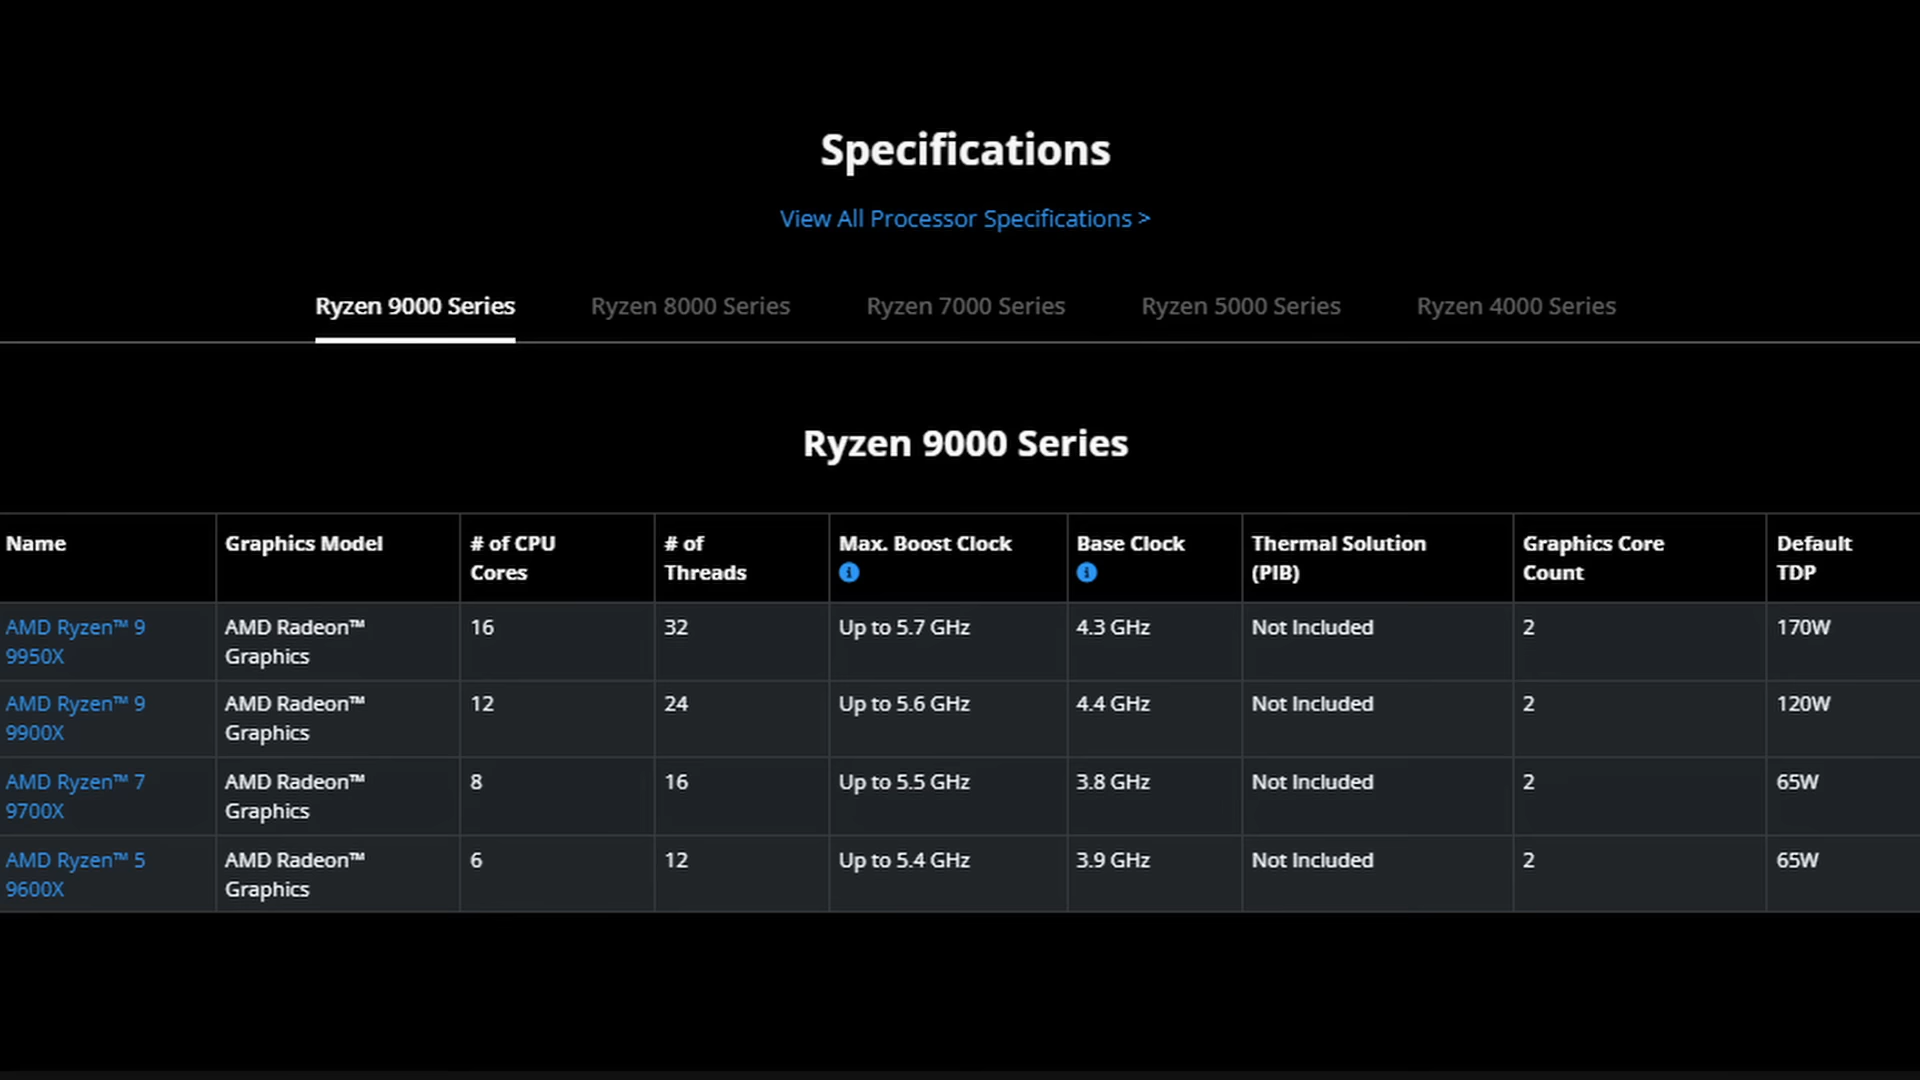 Specifications
View All Processor Specifications >
Ryzen 9000 Series Ryzen 8000 Series Ryzen 7000 Series Ryzen 5000 Series Ryzen 4000 Series
Ryzen 9000 Series
Name Graphics Model # of CPU Cores # of Threads Max. Boost Clock Base Clock Thermal Solution (PIB) Graphics Core Count Default TDP
AMD Ryzen™ 9 9950X AMD Radeon™ Graphics 16 32 Up to 5.7 GHz 4.3 GHz Not Included 2 170W
AMD Ryzen™ 9 9900X AMD Radeon™ Graphics 12 24 Up to 5.6 GHz 4.4 GHz Not Included 2 120W
AMD Ryzen™ 7 9700X AMD Radeon™ Graphics 8 16 Up to 5.5 GHz 3.8 GHz Not Included 2 65W
AMD Ryzen™ 5 9600X AMD Radeon™ Graphics 6 12 Up to 5.4 GHz 3.9 GHz Not Included 2 65W